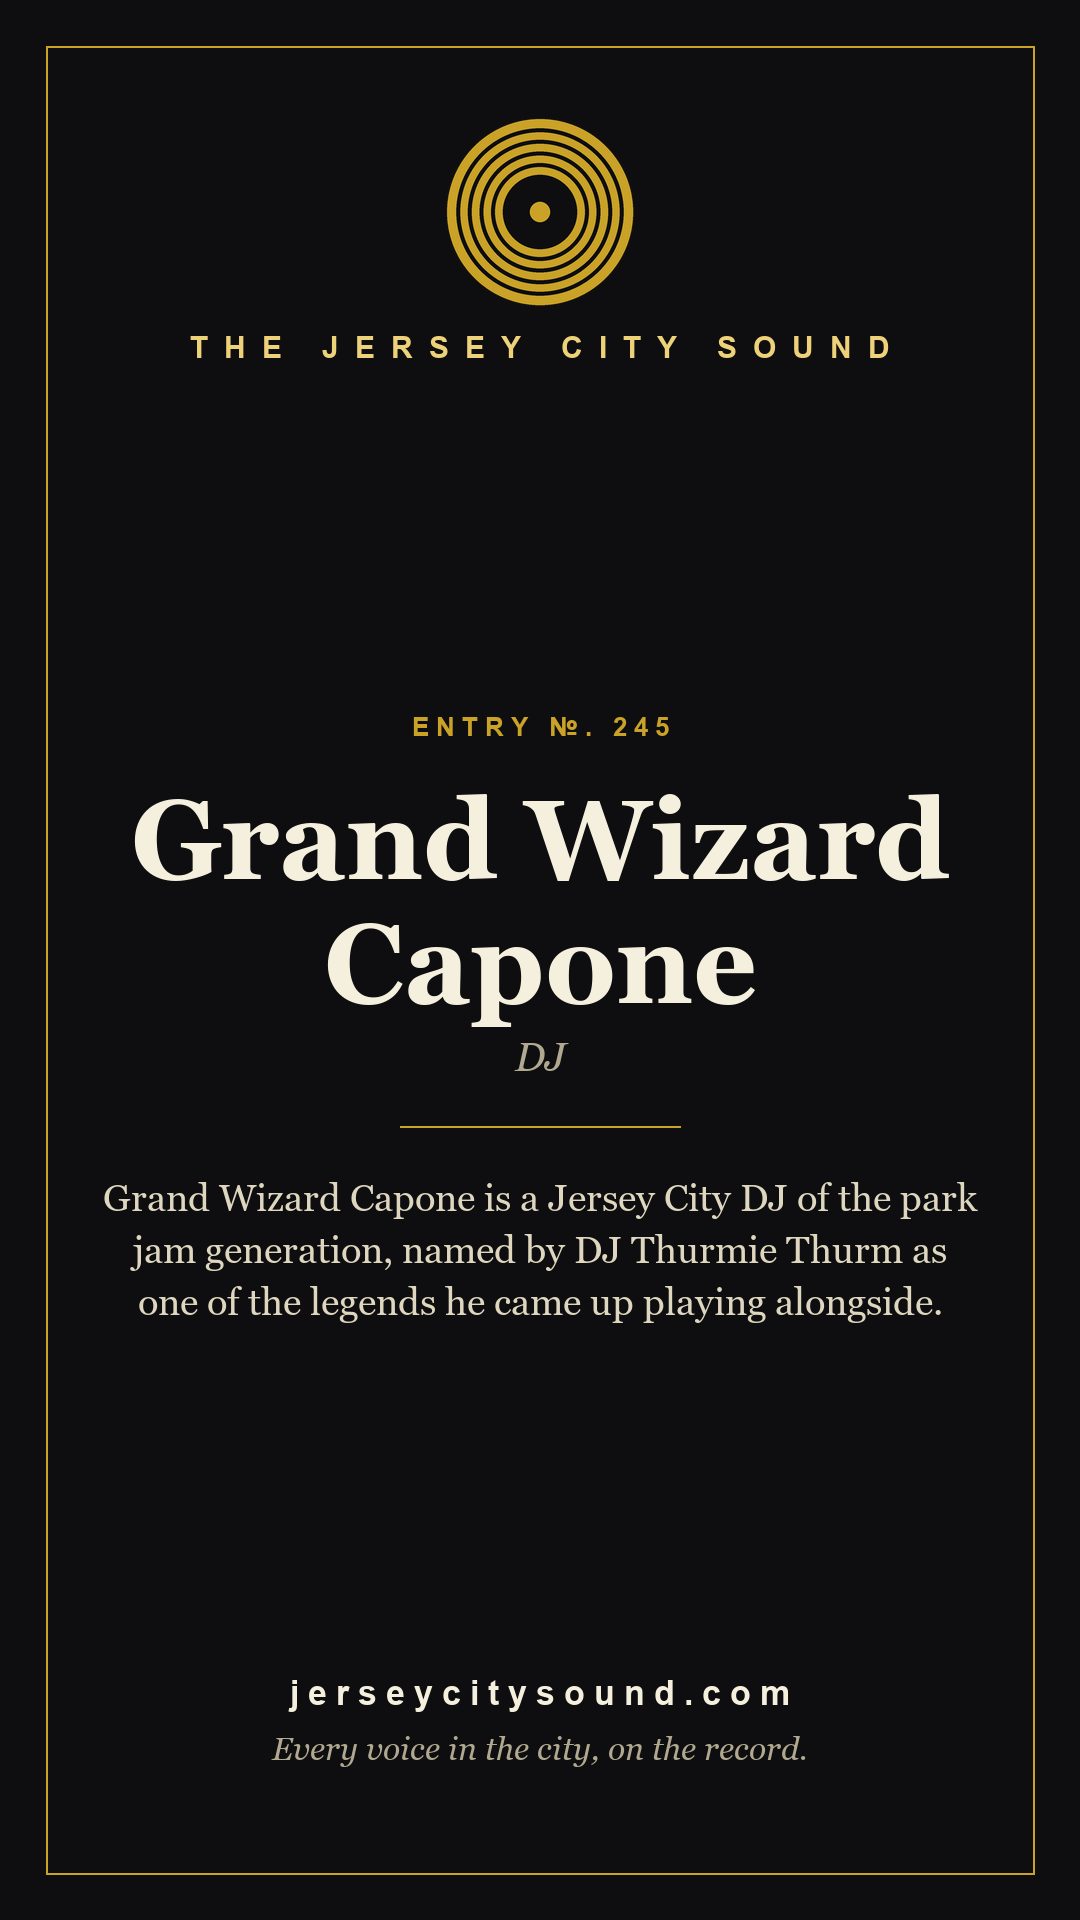 THE JERSEY CITY SOUND
ENTRY №. 245
Grand Wizard
Capone
DJ
Grand Wizard Capone is a Jersey City DJ of the park
jam generation, named by DJ Thurmie Thurm as
one of the legends he came up playing alongside.
jerseycitysound.com
Every voice in the city, on the record.